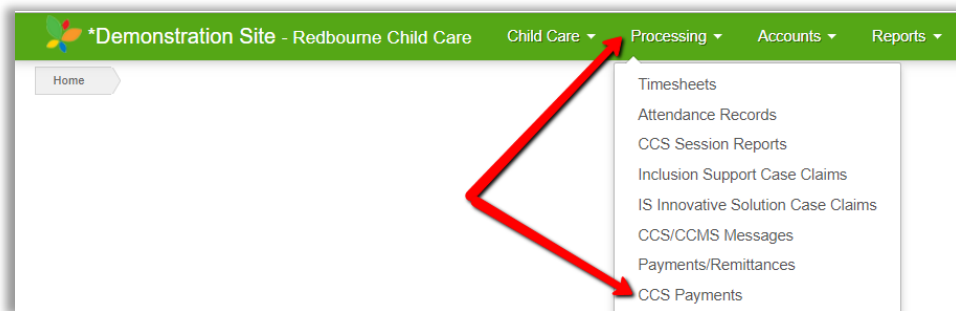 *Demonstration Site - Redbourne Child Care Child Care Processing Accounts Reports
Home
Timesheets
Attendance Records
CCS Session Reports
Inclusion Support Case Claims
IS Innovative Solution Case Claims
CCS/CCMS Messages
Payments/Remittances
CCS Payments